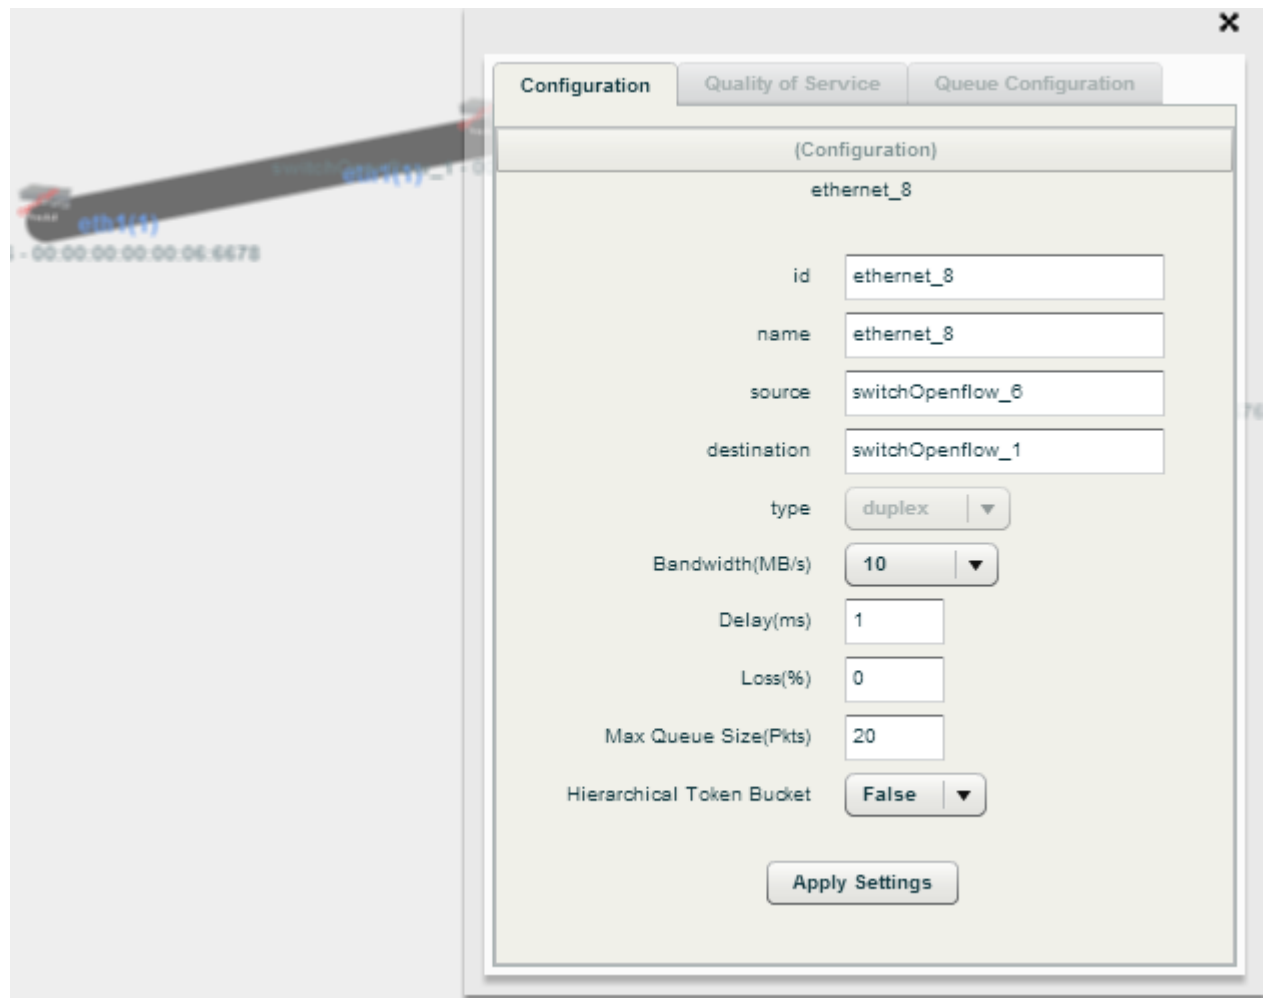 Configuration
Quality of Service
Queue Configuration
(Configuration)
ethernet_8
id ethernet_8
name ethernet_8
source switchOpenflow_6
destination switchOpenflow_1
type duplex
Bandwidth(MB/s) 10
Delay(ms) 1
Loss(%) 0
Max Queue Size(Pkts) 20
Hierarchical Token Bucket False
Apply Settings
eth1(1)
eth1(1)
- 00:00:00:00:00:06:6678